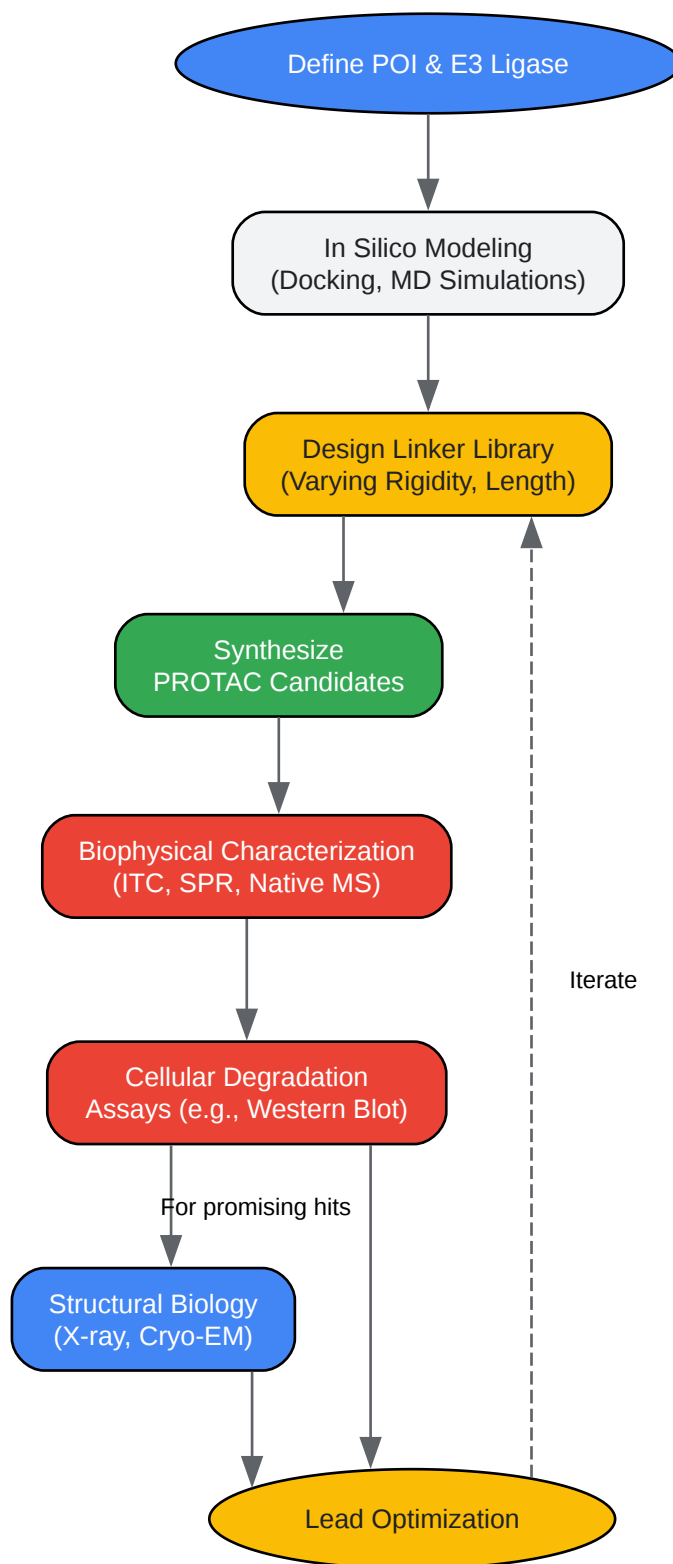 Define POI & E3 Ligase
In Silico Modeling
(Docking, MD Simulations)
Design Linker Library
(Varying Rigidity, Length)
Synthesize
PROTAC Candidates
Biophysical Characterization
(ITC, SPR, Native MS)
Iterate
Cellular Degradation
Assays (e.g., Western Blot)
For promising hits
Structural Biology
(X-ray, Cryo-EM)
Lead Optimization